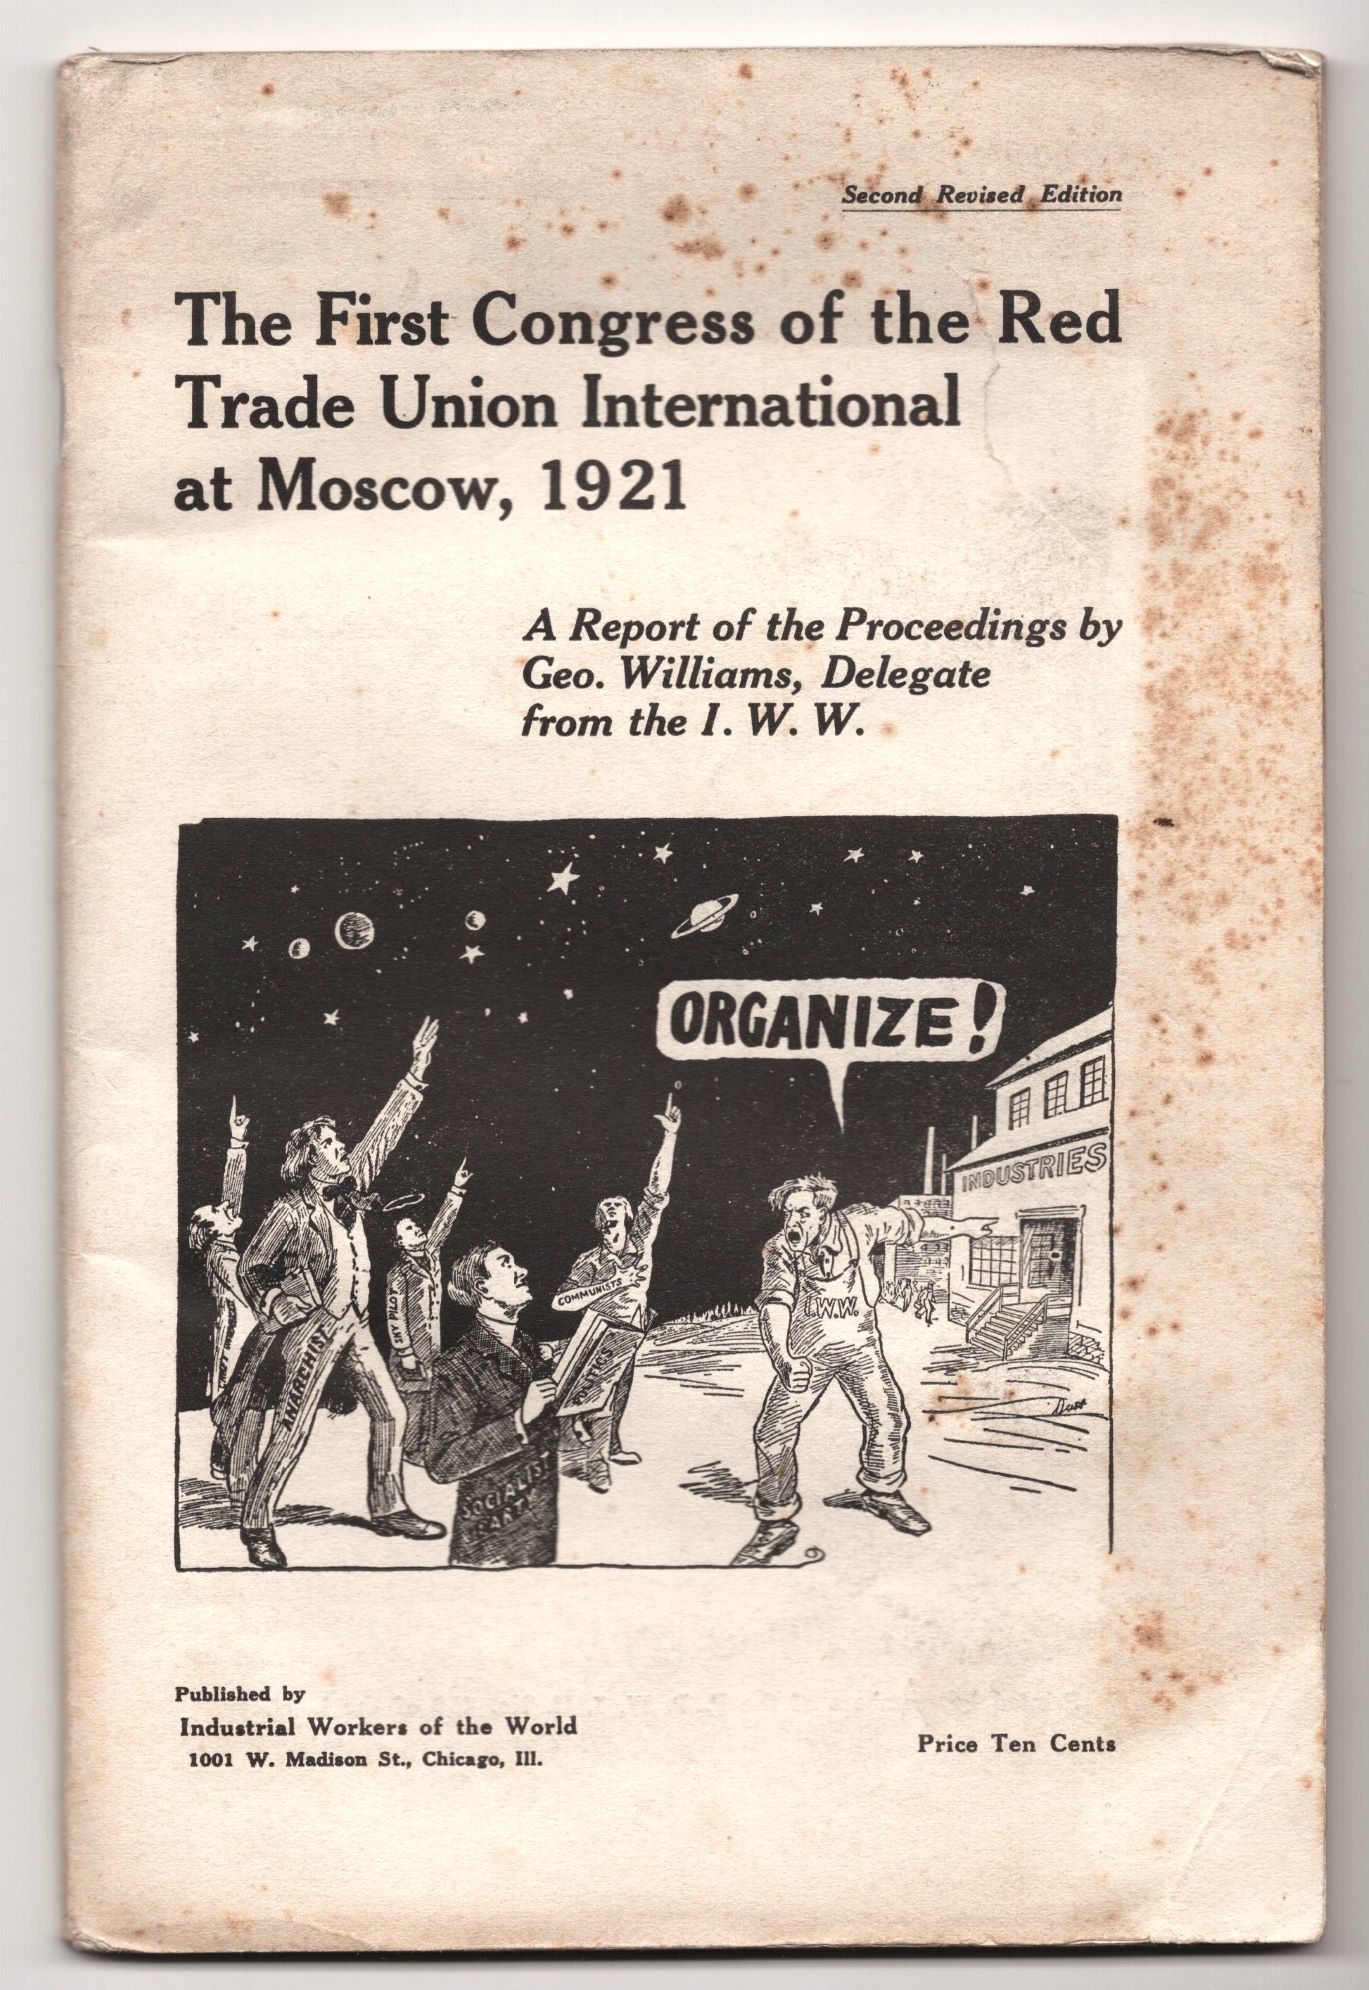 Second Revised Edition
The First Congress of the Red
Trade Union International
at Moscow, 1921
A Report of the Proceedings by
Geo. Williams, Delegate
from the I. W. W.
ORGANIZE!
INDUSTRIES
COMMUNISTS
SKY PILOT
I.W.W.
ANARCHIST
POLITICS
SOCIALIST
PARTY
Published by
Industrial Workers of the World
1001 W. Madison St., Chicago, Ill.
Price Ten Cents